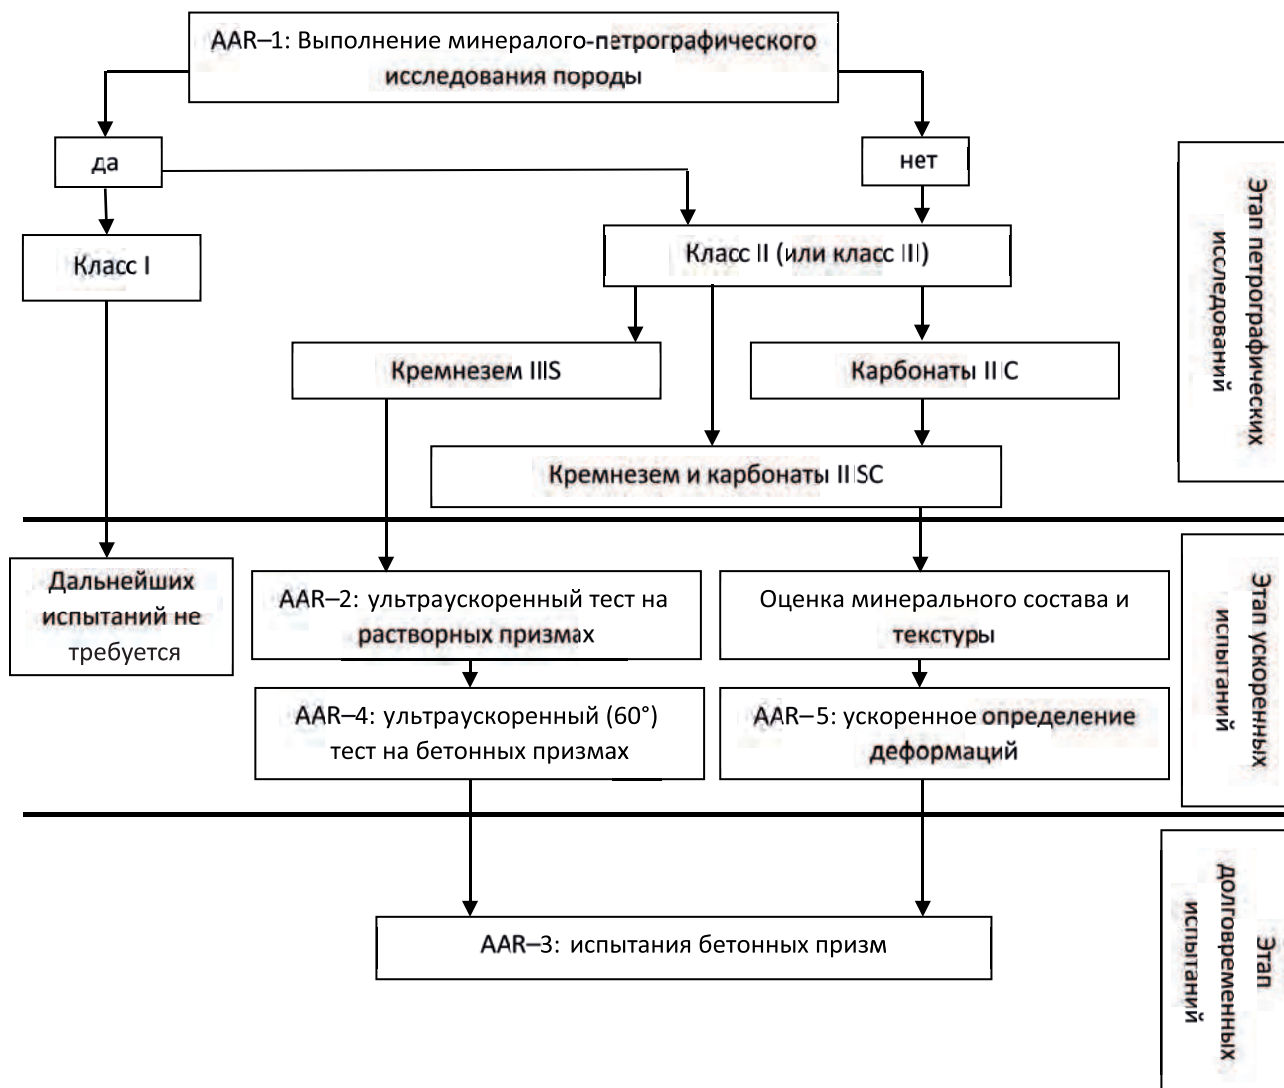 AAR–1: Выполнение минералого-петрографического
исследования породы
да
нет
Класс I
Класс II (или класс III)
Кремнезем IIIS
Карбонаты II C
Кремнезем и карбонаты II SC
Этап петрографических
исследований
Дальнейших
испытаний не
требуется
AAR–2: ультраускоренный тест на
растворных призмах
Оценка минерального состава и
текстуры
AAR–4: ультраускоренный (60°)
тест на бетонных призмах
AAR–5: ускоренное определение
деформаций
Этап ускоренных
испытаний
AAR–3: испытания бетонных призм
Этап
долговременных
испытаний